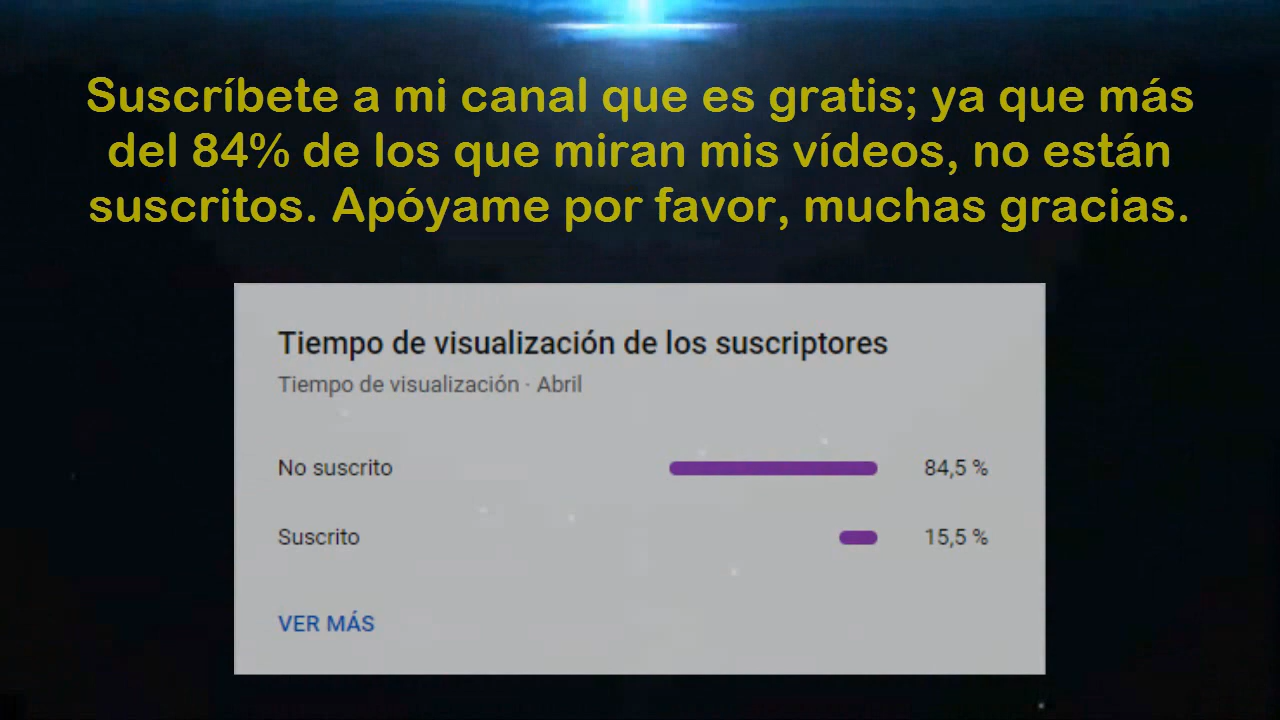 Suscríbete a mi canal que es gratis; ya que más
del 84% de los que miran mis vídeos, no están
suscritos. Apóyame por favor, muchas gracias.
Tiempo de visualización de los suscriptores
Tiempo de visualización · Abril
No suscrito 84,5 %
Suscrito 15,5 %
VER MÁS